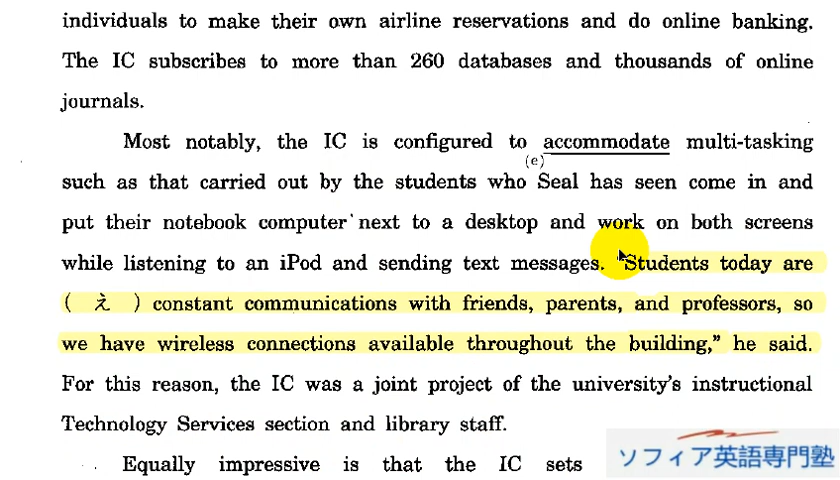 individuals to make their own airline reservations and do online banking.
The IC subscribes to more than 260 databases and thousands of online
journals.
Most notably, the IC is configured to accommodate multi-tasking
(e)
such as that carried out by the students who Seal has seen come in and
put their notebook computer next to a desktop and work on both screens
while listening to an iPod and sending text messages. "Students today are
( え ) constant communications with friends, parents, and professors, so
we have wireless connections available throughout the building," he said.
For this reason, the IC was a joint project of the university's instructional
Technology Services section and library staff.
Equally impressive is that the IC sets
ソフィア英語専門塾